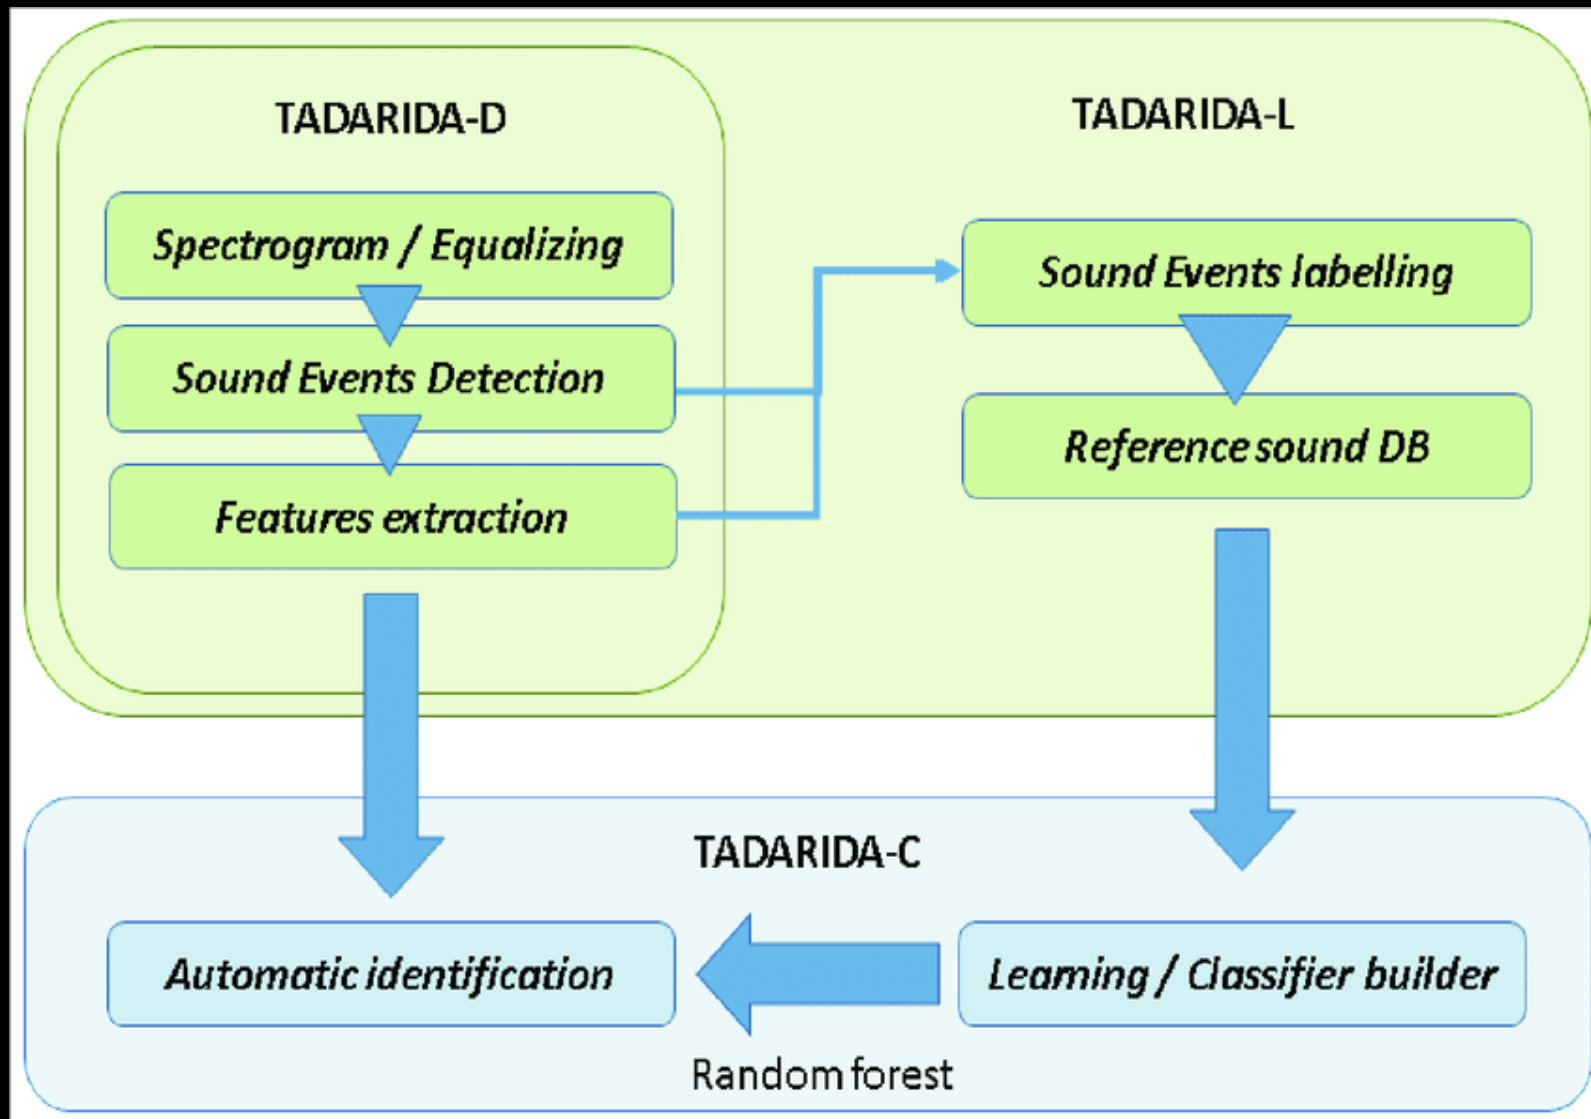 TADARIDA-D
Spectrogram / Equalizing
Sound Events Detection
Features extraction
TADARIDA-L
Sound Events labelling
Reference sound DB
TADARIDA-C
Automatic identification
Learning / Classifier builder
Random forest